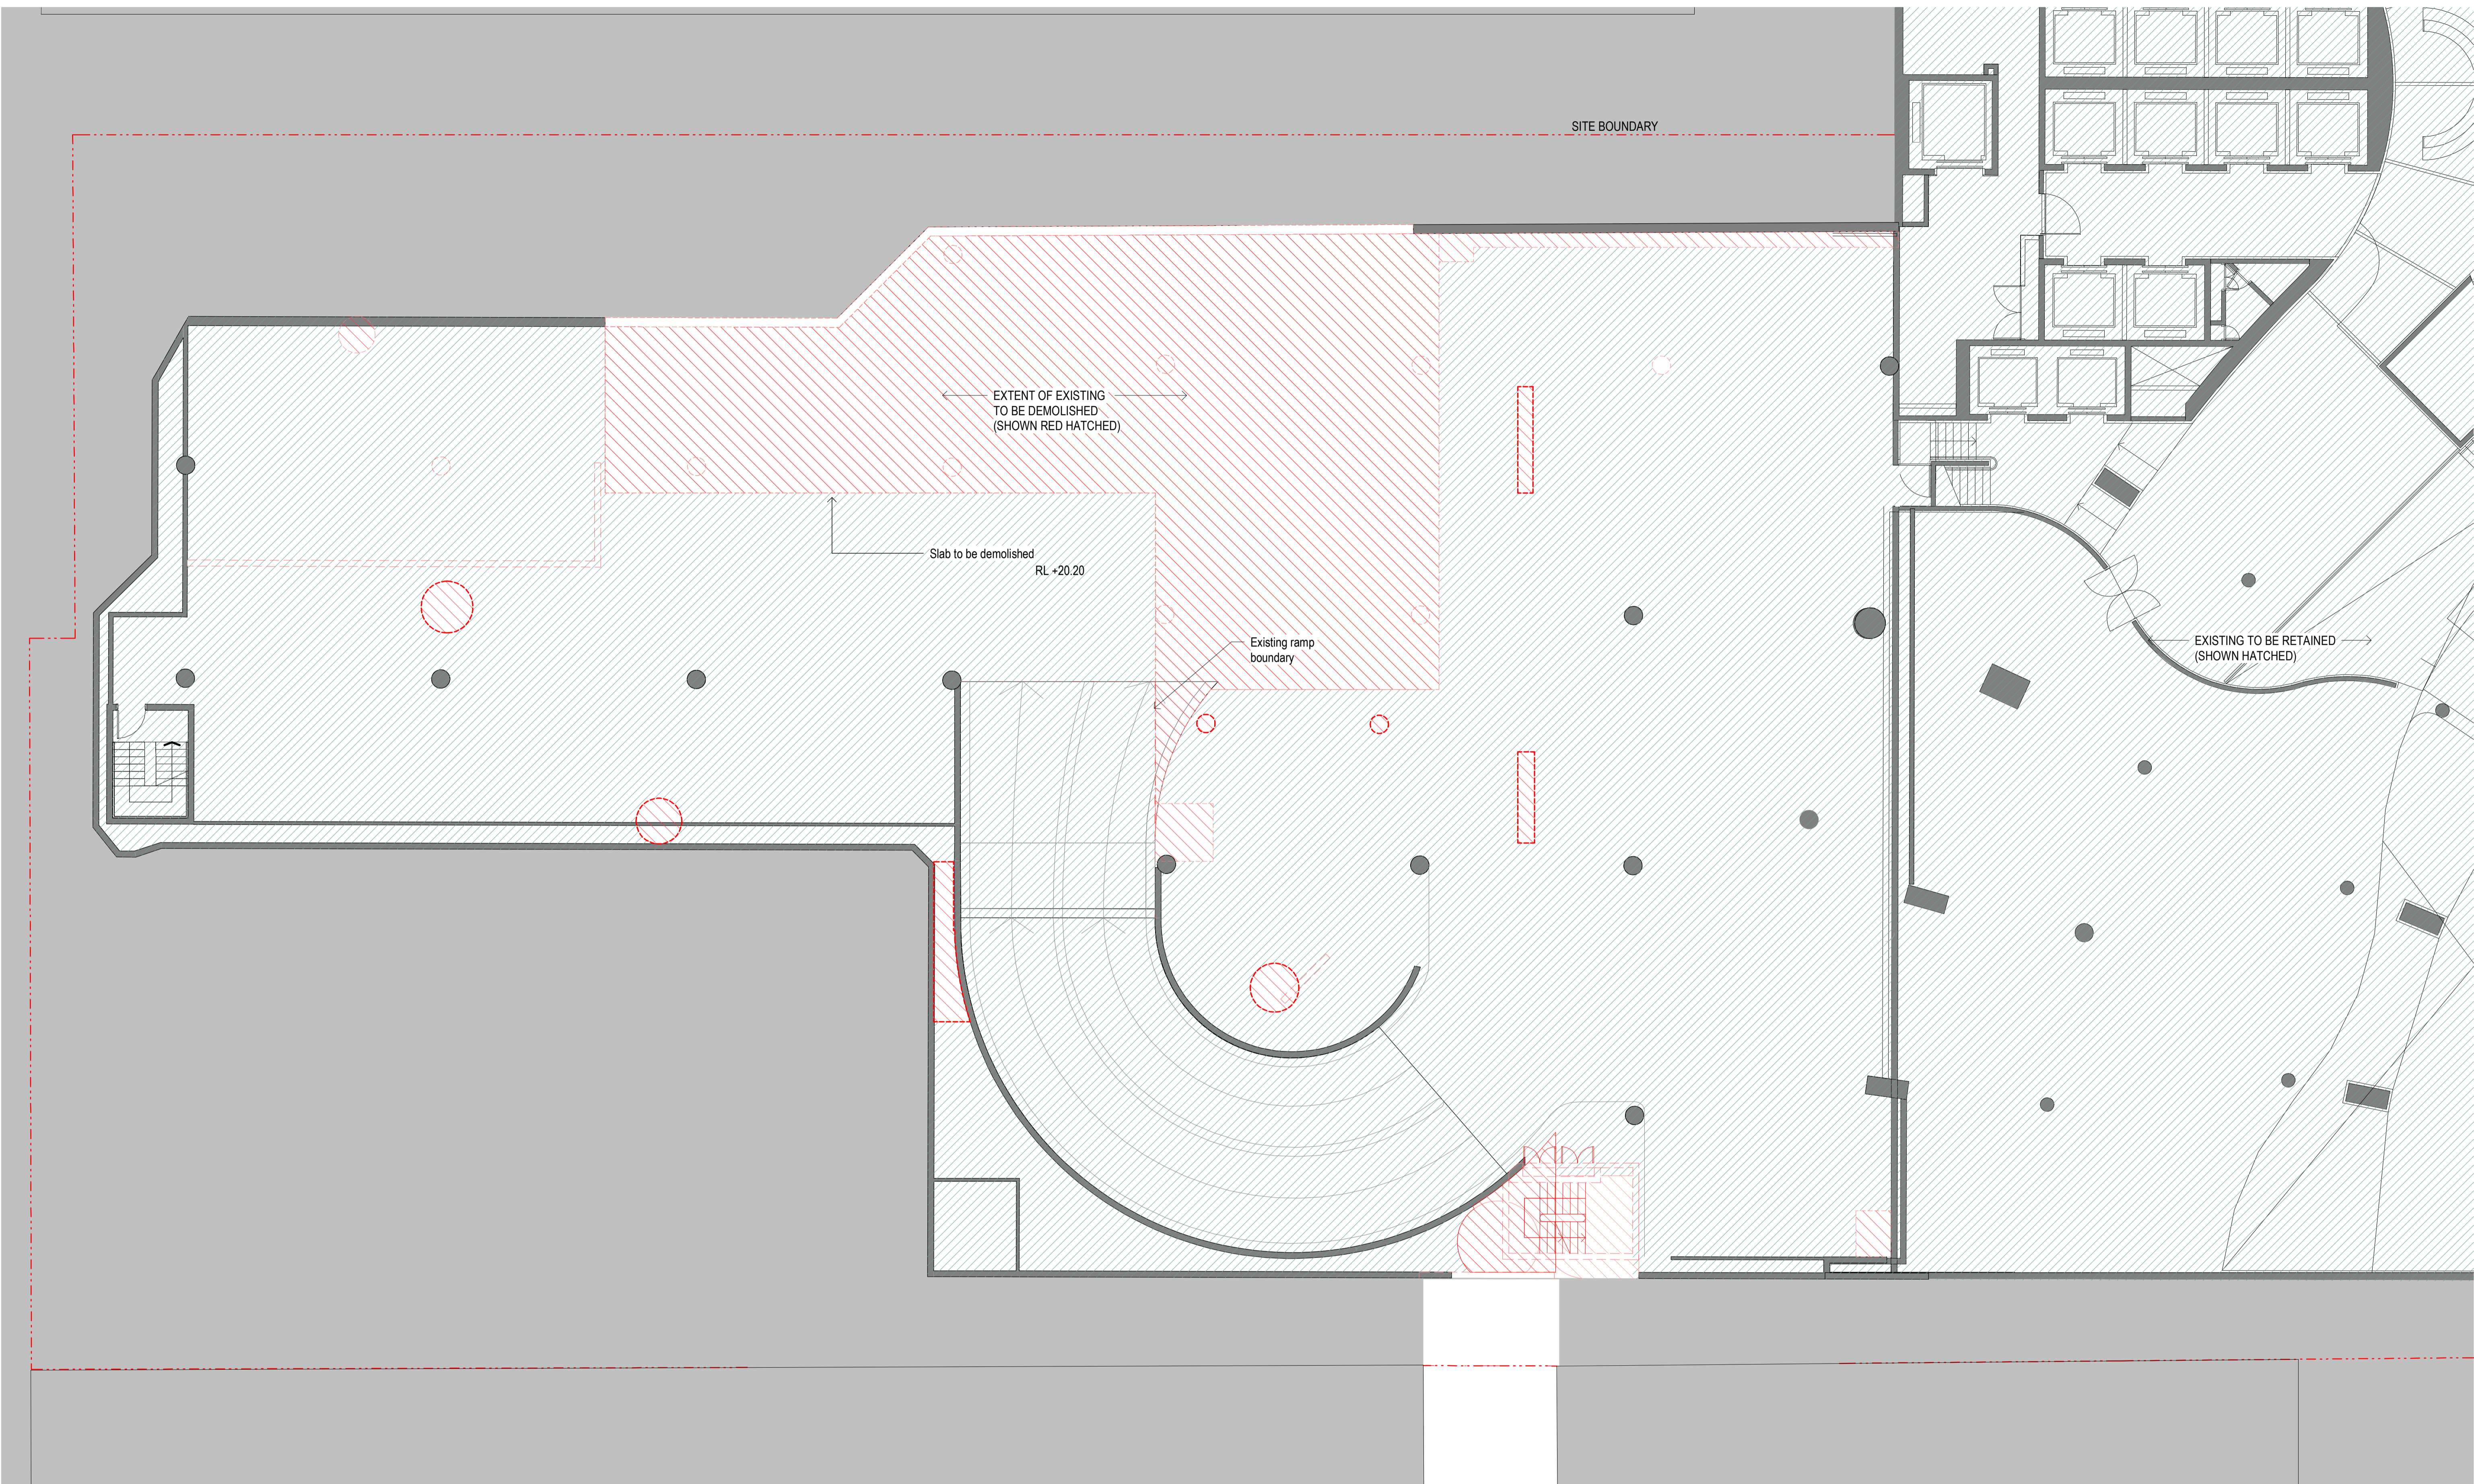 SITE BOUNDARY
EXTENT OF EXISTING
TO BE DEMOLISHED
(SHOWN RED HATCHED)
Slab to be demolished
RL +20.20
Existing ramp
boundary
EXISTING TO BE RETAINED
(SHOWN HATCHED)